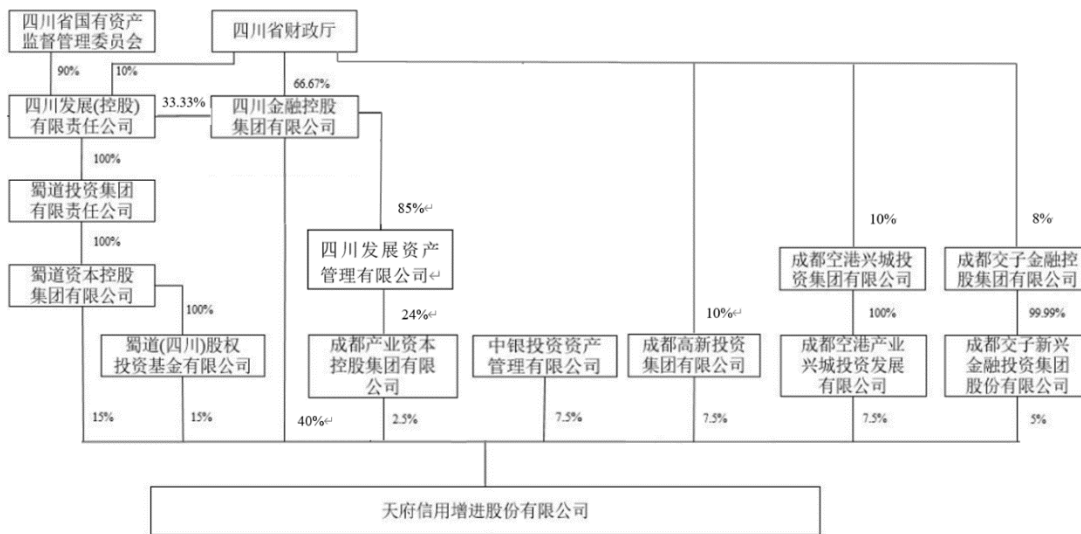 四川省国有资产
监督管理委员会
四川省财政厅
90%
10%
66.67%
四川发展(控股)
有限责任公司
33.33%
四川金融控股
集团有限公司
100%
蜀道投资集团
有限责任公司
85%↵
10%
8%
100%
四川发展资产
管理有限公司↵
成都空港兴城投
资集团有限公司
成都交子金融控
股集团有限公司
蜀道资本控股
集团有限公司
100%
24%↵
10%↵
100%
99.99%
蜀道(四川)股权
投资基金有限公司
成都产业资本
控股集团有限
公司
中银投资资产
管理有限公司
成都高新投资
集团有限公司
成都空港产业
兴城投资发展
有限公司
成都交子新兴
金融投资集团
股份有限公司
15%
15%
40%↵
2.5%
7.5%
7.5%
7.5%
5%
天府信用增进股份有限公司